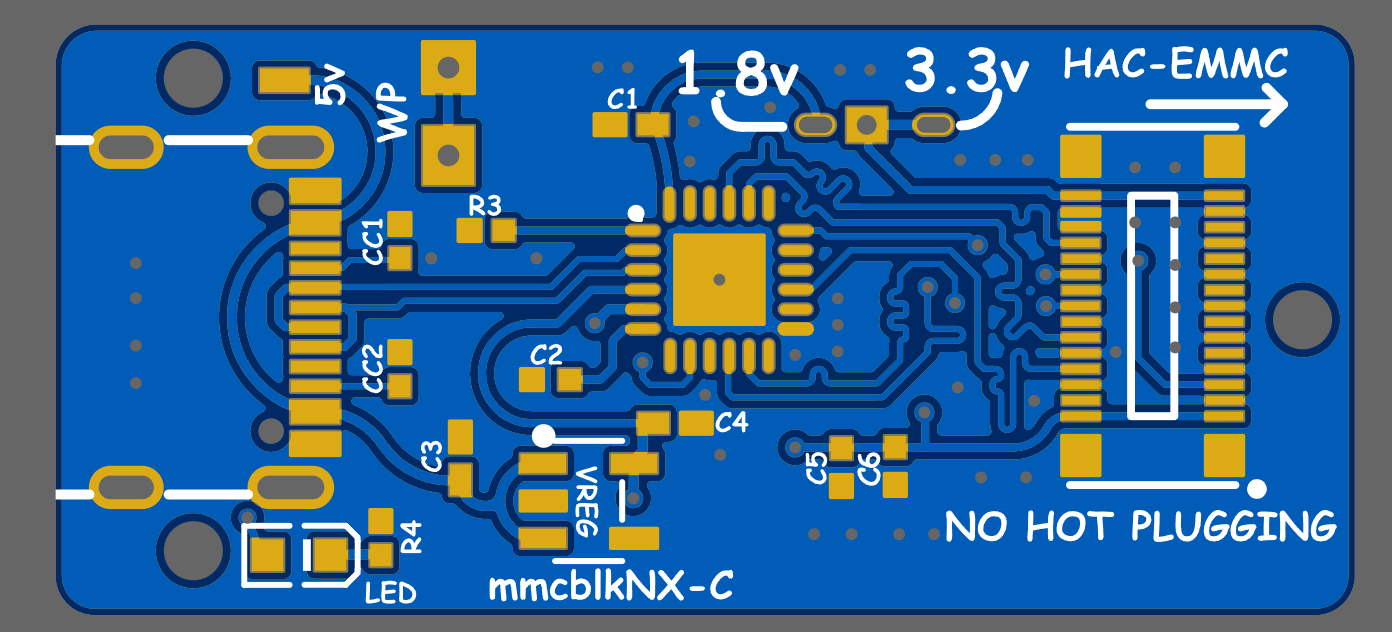 5v
WP
C1
1.8v
3.3v
HAC-EMMC
R3
CC1
C2
CC2
C4
C3
VREG
C5
C6
R4
LED
NO HOT PLUGGING
mmcblkNX-C